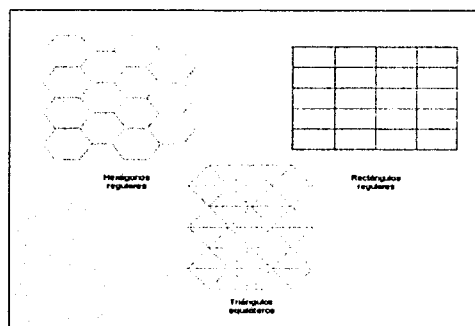 Hexágonos
regulares
Rectángulos
regulares
Triángulos
equiláteros